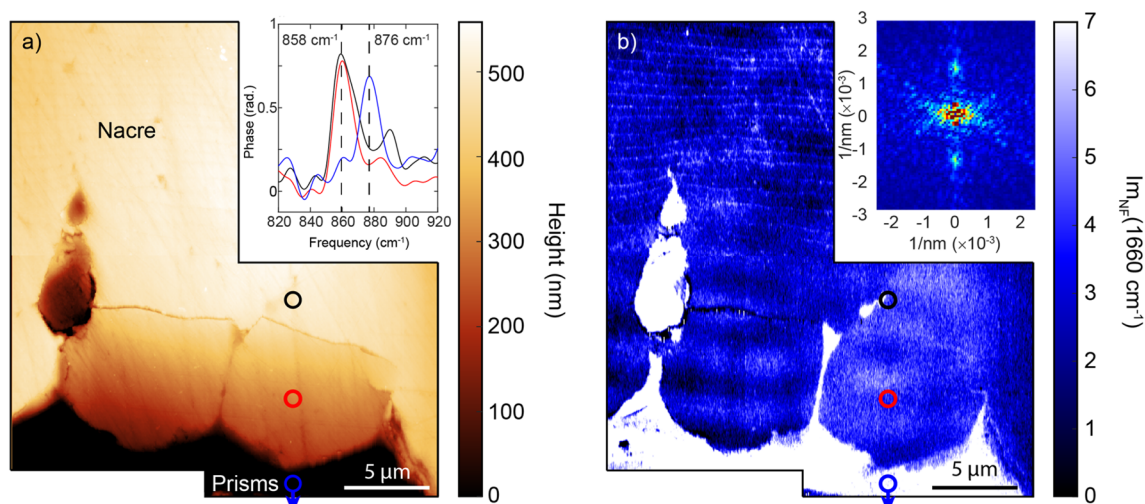 a)
858 cm⁻¹
876 cm⁻¹
1
0.5
0
Phase (rad.)
820
840
860
880
900
920
Frequency (cm⁻¹)
Nacre
Prisms
5 µm
500
400
300
200
100
0
Height (nm)
b)
3
2
1
0
-1
-2
-3
1/nm (×10⁻³)
-2
-1
0
1
2
1/nm (×10⁻³)
5 µm
7
6
5
4
3
2
1
0
Im_NF(1660 cm⁻¹)